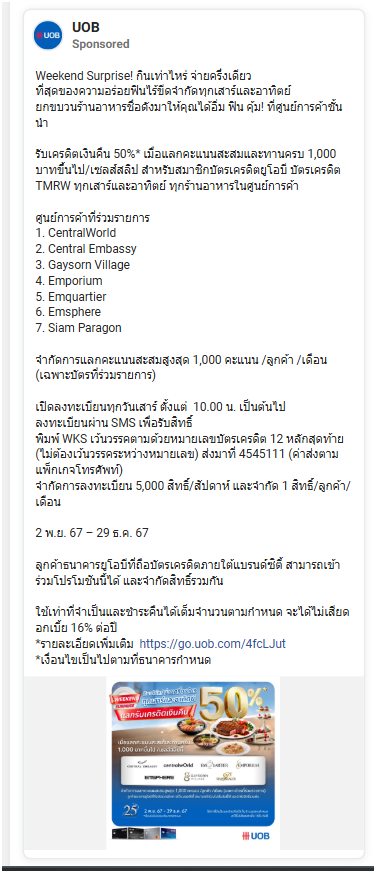 UOB
Sponsored
Weekend Surprise! กินเท่าไหร่ จ่ายครึ่งเดียว
ที่สุดของความอร่อยฟินไร้ขีดจำกัดทุกเสาร์และอาทิตย์
ยกขบวนร้านอาหารชื่อดังมาให้คุณได้อิ่ม ฟิน คุ้ม! ที่ศูนย์การค้าชั้น
นำ
รับเครดิตเงินคืน 50%* เมื่อแลกคะแนนสะสมและทานครบ 1,000
บาทขึ้นไป/เซลส์สลิป สำหรับสมาชิกบัตรเครดิตยูโอบี บัตรเครดิต
TMRW ทุกเสาร์และอาทิตย์ ทุกร้านอาหารในศูนย์การค้า
ศูนย์การค้าที่ร่วมรายการ
1. CentralWorld
2. Central Embassy
3. Gaysorn Village
4. Emporium
5. Emquartier
6. Emsphere
7. Siam Paragon
จำกัดการแลกคะแนนสะสมสูงสุด 1,000 คะแนน /ลูกค้า /เดือน
(เฉพาะบัตรที่ร่วมรายการ)
เปิดลงทะเบียนทุกวันเสาร์ ตั้งแต่  10.00 น. เป็นต้นไป
ลงทะเบียนผ่าน SMS เพื่อรับสิทธิ์
พิมพ์ WKS เว้นวรรคตามด้วยหมายเลขบัตรเครดิต 12 หลักสุดท้าย
(ไม่ต้องเว้นวรรคระหว่างหมายเลข) ส่งมาที่ 4545111 (ค่าส่งตาม
แพ็กเกจโทรศัพท์)
จำกัดการลงทะเบียน 5,000 สิทธิ์/สัปดาห์ และจำกัด 1 สิทธิ์/ลูกค้า/
เดือน
2 พ.ย. 67 – 29 ธ.ค. 67
ลูกค้าธนาคารยูโอบีที่ถือบัตรเครดิตภายใต้แบรนด์ซิตี้ สามารถเข้า
ร่วมโปรโมชันนี้ได้ และจำกัดสิทธิ์รวมกัน
ใช้เท่าที่จำเป็นและชำระคืนได้เต็มจำนวนตามกำหนด จะได้ไม่เสียด
อกเบี้ย 16% ต่อปี
*รายละเอียดเพิ่มเติม  https://go.uob.com/4fcLJut
*เงื่อนไขเป็นไปตามที่ธนาคารกำหนด
WEEKEND
SURPRISE
ทุกเสาร์และอาทิตย์
แลกรับเครดิตเงินคืน
50%*
CENTRAL EMBASSY
centralwOrld
EMPORIUM
EMSPHERE
GAYSORN VILLAGE
2 พ.ย. 67 - 29 ธ.ค. 67
UOB